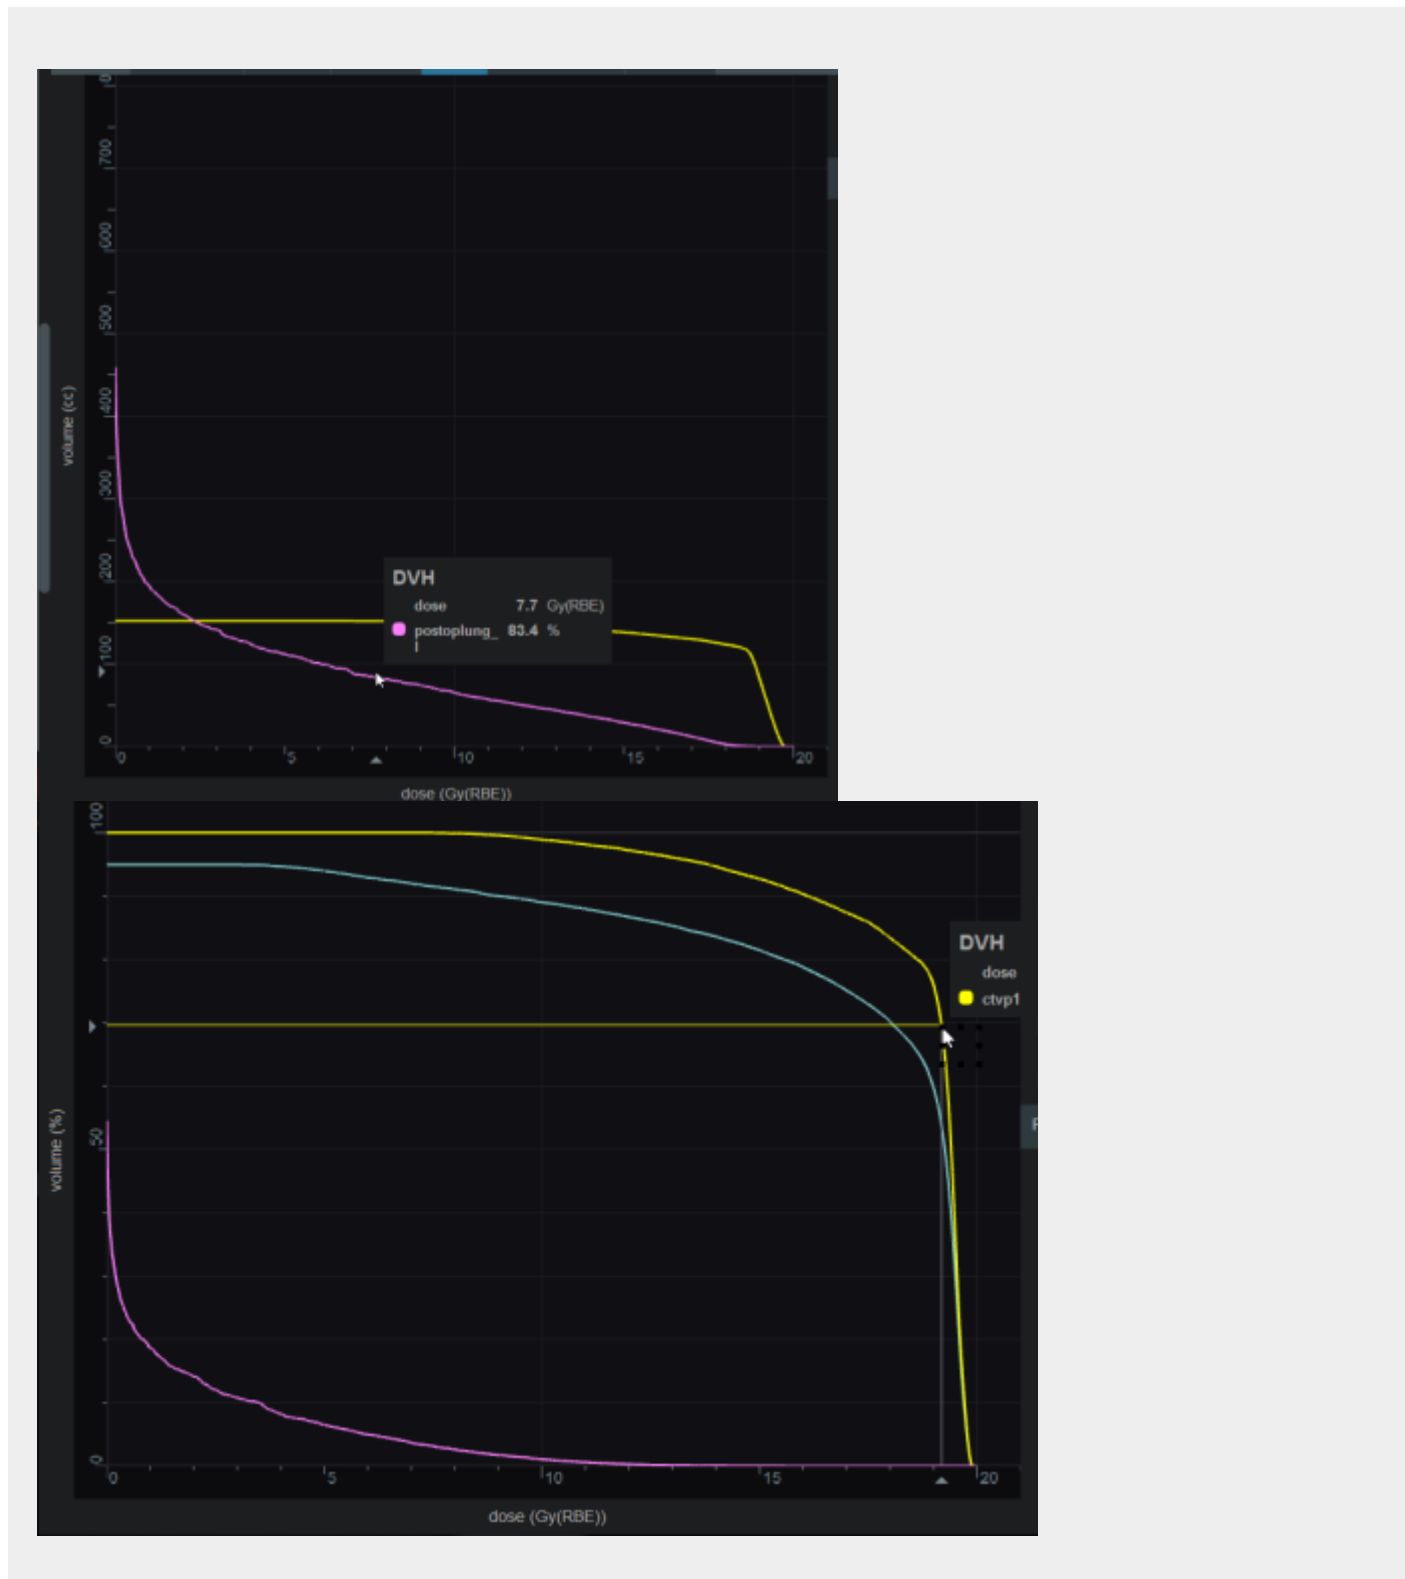 700
600
500
volume (cc)
400
300
200
DVH
dose 7.7 Gy(RBE)
postoplung_ 83.4 %
l
100
0
0 5 10 15 20
dose (Gy(RBE))
100
DVH
dose
ctvp1
volume (%)
50
0
0 5 10 15 20
dose (Gy(RBE))